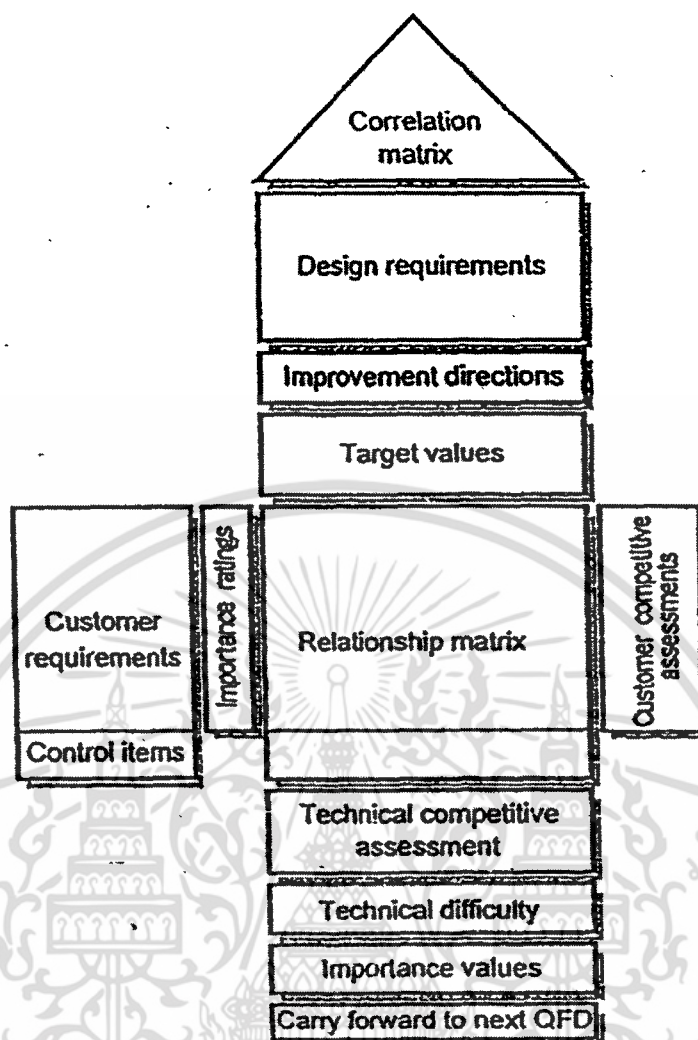 Correlation
matrix
Design requirements
Improvement directions
Target values
Customer
requirements
Control items
Importance ratings
Relationship matrix
Customer competitive
assessments
Technical competitive
assessment
Technical difficulty
Importance values
Carry forward to next QFD